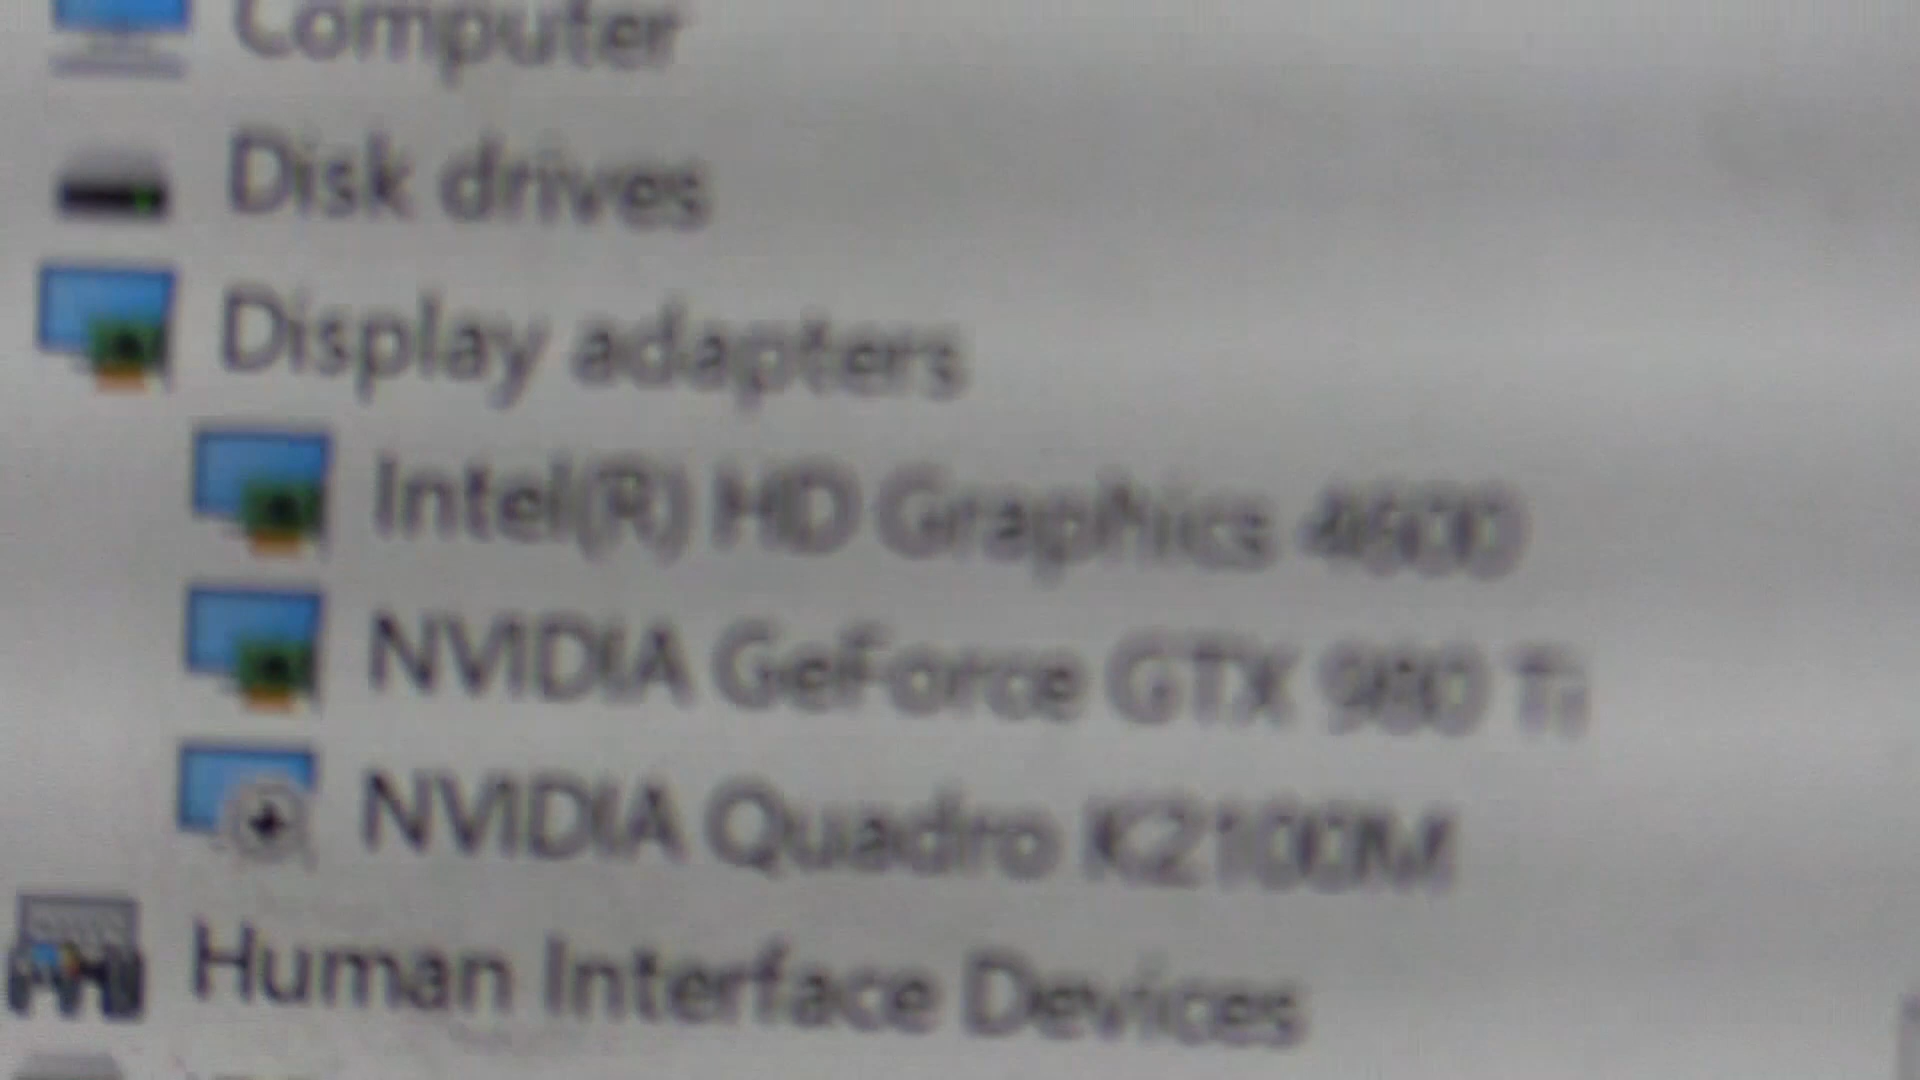 Computer
Disk drives
Display adapters
Intel(R) HD Graphics 4600
NVIDIA GeForce GTX 980 Ti
NVIDIA Quadro K2100M
Human Interface Devices